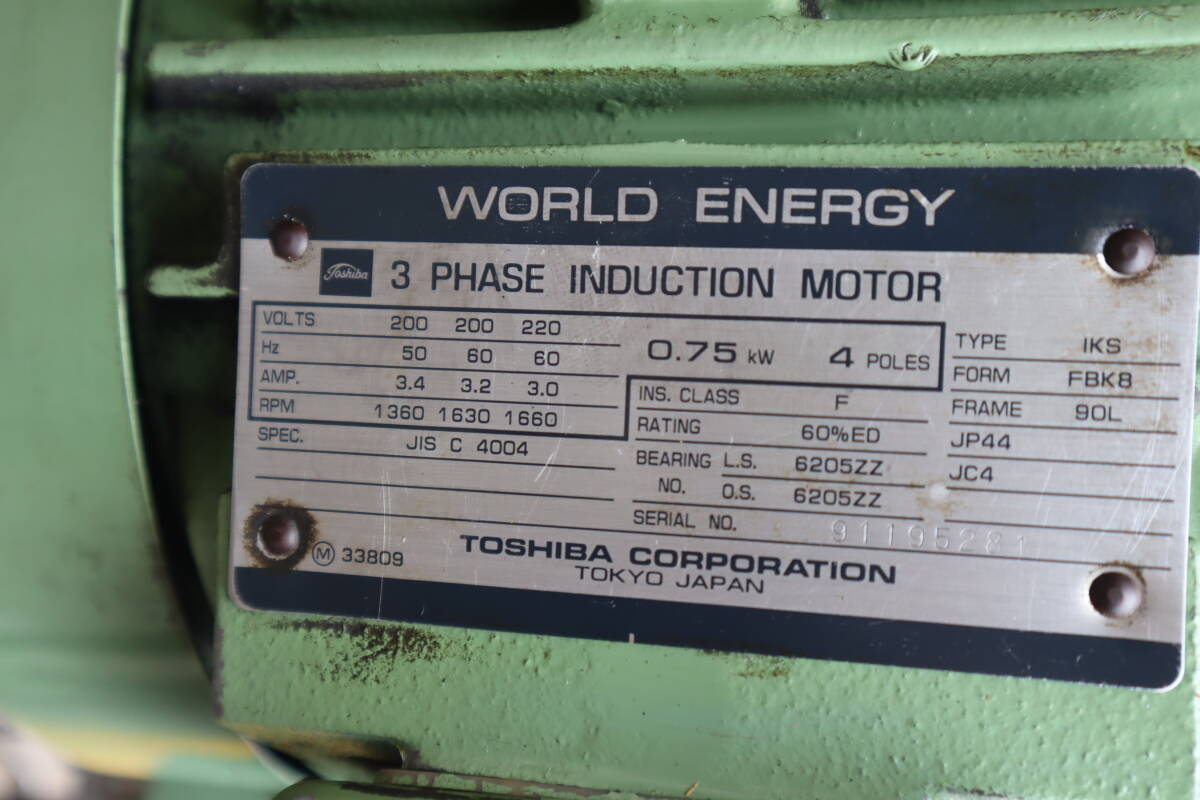 WORLD ENERGY
Toshiba 3 PHASE INDUCTION MOTOR
VOLTS 200 200 220
Hz 50 60 60
AMP. 3.4 3.2 3.0
RPM 1360 1630 1660
0.75 kW 4 POLES
SPEC. JIS C 4004
INS. CLASS F
RATING 60%ED
BEARING L.S. 6205ZZ
NO. O.S. 6205ZZ
SERIAL NO. 91195281
TYPE IKS
FORM FBK8
FRAME 90L
JP44
JC4
M 33809
TOSHIBA CORPORATION
TOKYO JAPAN